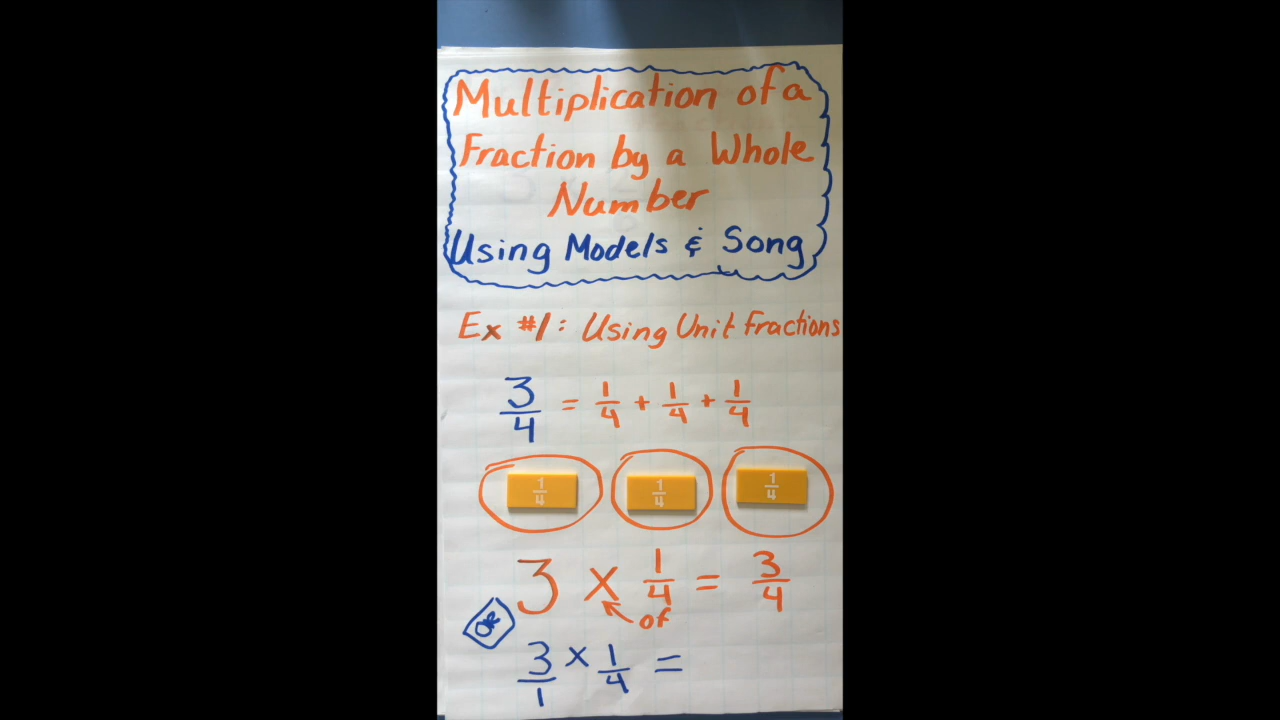 Multiplication of a
Fraction by a Whole
Number
Using Models & Song
Ex #1: Using Unit Fractions
3/4 = 1/4 + 1/4 + 1/4
1/4 1/4 1/4
3 x 1/4 = 3/4
of
OR
3/1 x 1/4 =